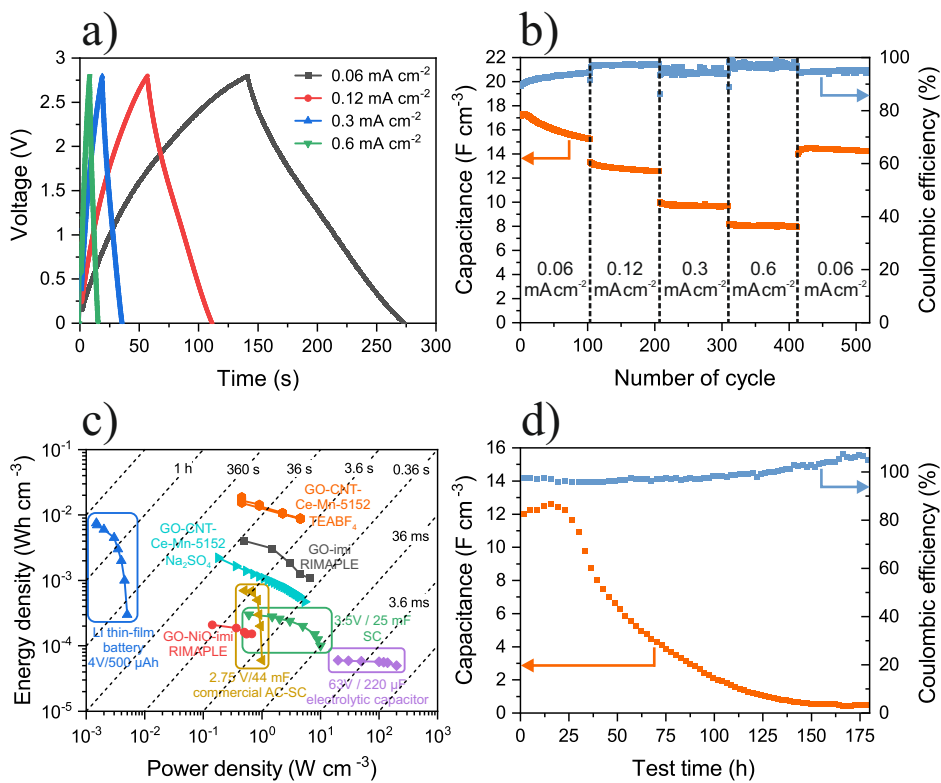 a)
3
2.5
2
1.5
1
0.5
0
Voltage (V)
0 50 100 150 200 250 300
Time (s)
0.06 mA cm-2
0.12 mA cm-2
0.3 mA cm-2
0.6 mA cm-2
b)
22
20
18
16
14
12
10
8
6
4
2
0
Capacitance (F cm-3)
100
80
60
40
20
0
Coulombic efficiency (%)
0.06 mA cm-2
0.12 mA cm-2
0.3 mA cm-2
0.6 mA cm-2
0.06 mA cm-2
0 100 200 300 400 500
Number of cycle
c)
10-1
10-2
10-3
10-4
10-5
Energy density (Wh cm-3)
1 h
360 s
36 s
3.6 s
0.36 s
36 ms
3.6 ms
GO-CNT-
Ce-Mn-5152
TEABF4
GO-CNT-
Ce-Mn-5152
Na2SO4
GO-imi
RIMAPLE
Li thin-film
battery
4V/500 µAh
GO-NiO-imi
RIMAPLE
3.5V / 25 mF
SC
2.75 V/44 mF
commercial AC-SC
63V / 220 µF
electrolytic capacitor
10-3 10-2 10-1 100 101 102 103
Power density (W cm-3)
d)
16
14
12
10
8
6
4
2
0
Capacitance (F cm-3)
100
80
60
40
20
0
Coulombic efficiency (%)
0 25 50 75 100 125 150 175
Test time (h)